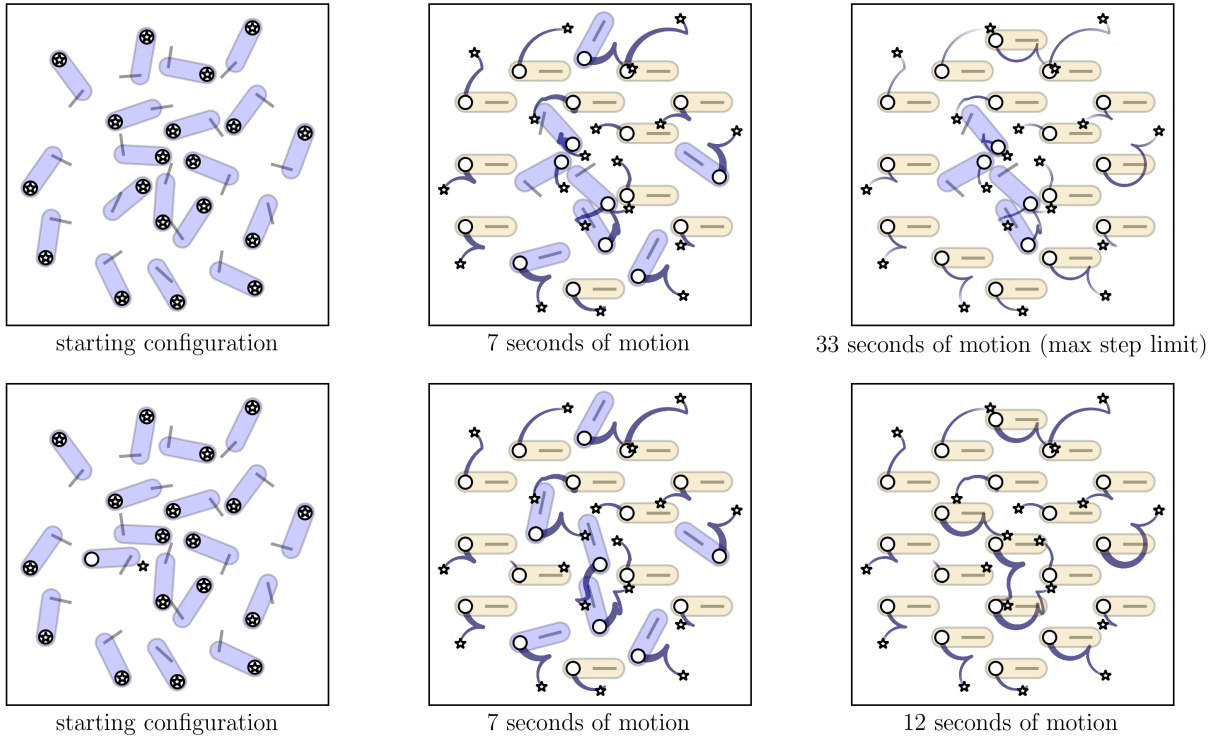 starting configuration
7 seconds of motion
33 seconds of motion (max step limit)
starting configuration
7 seconds of motion
12 seconds of motion